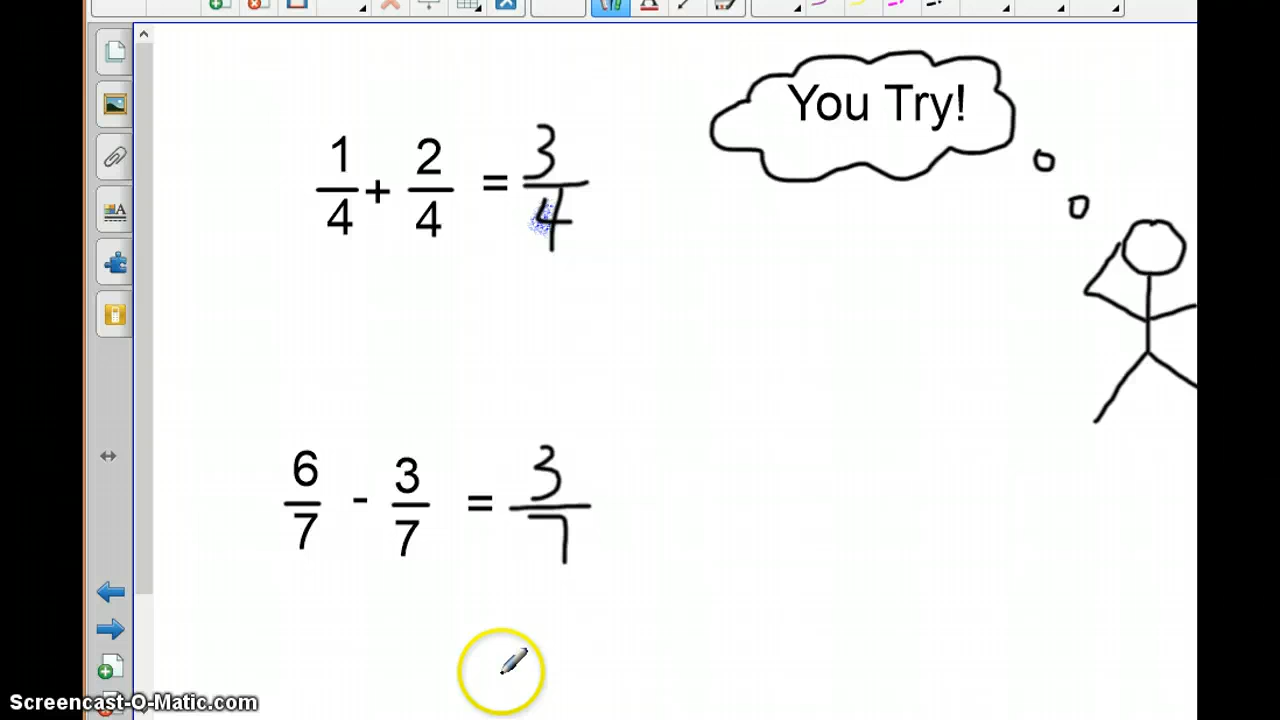 You Try!
1/4 + 2/4 = 3/4
6/7 - 3/7 = 3/7
Screencast-O-Matic.com